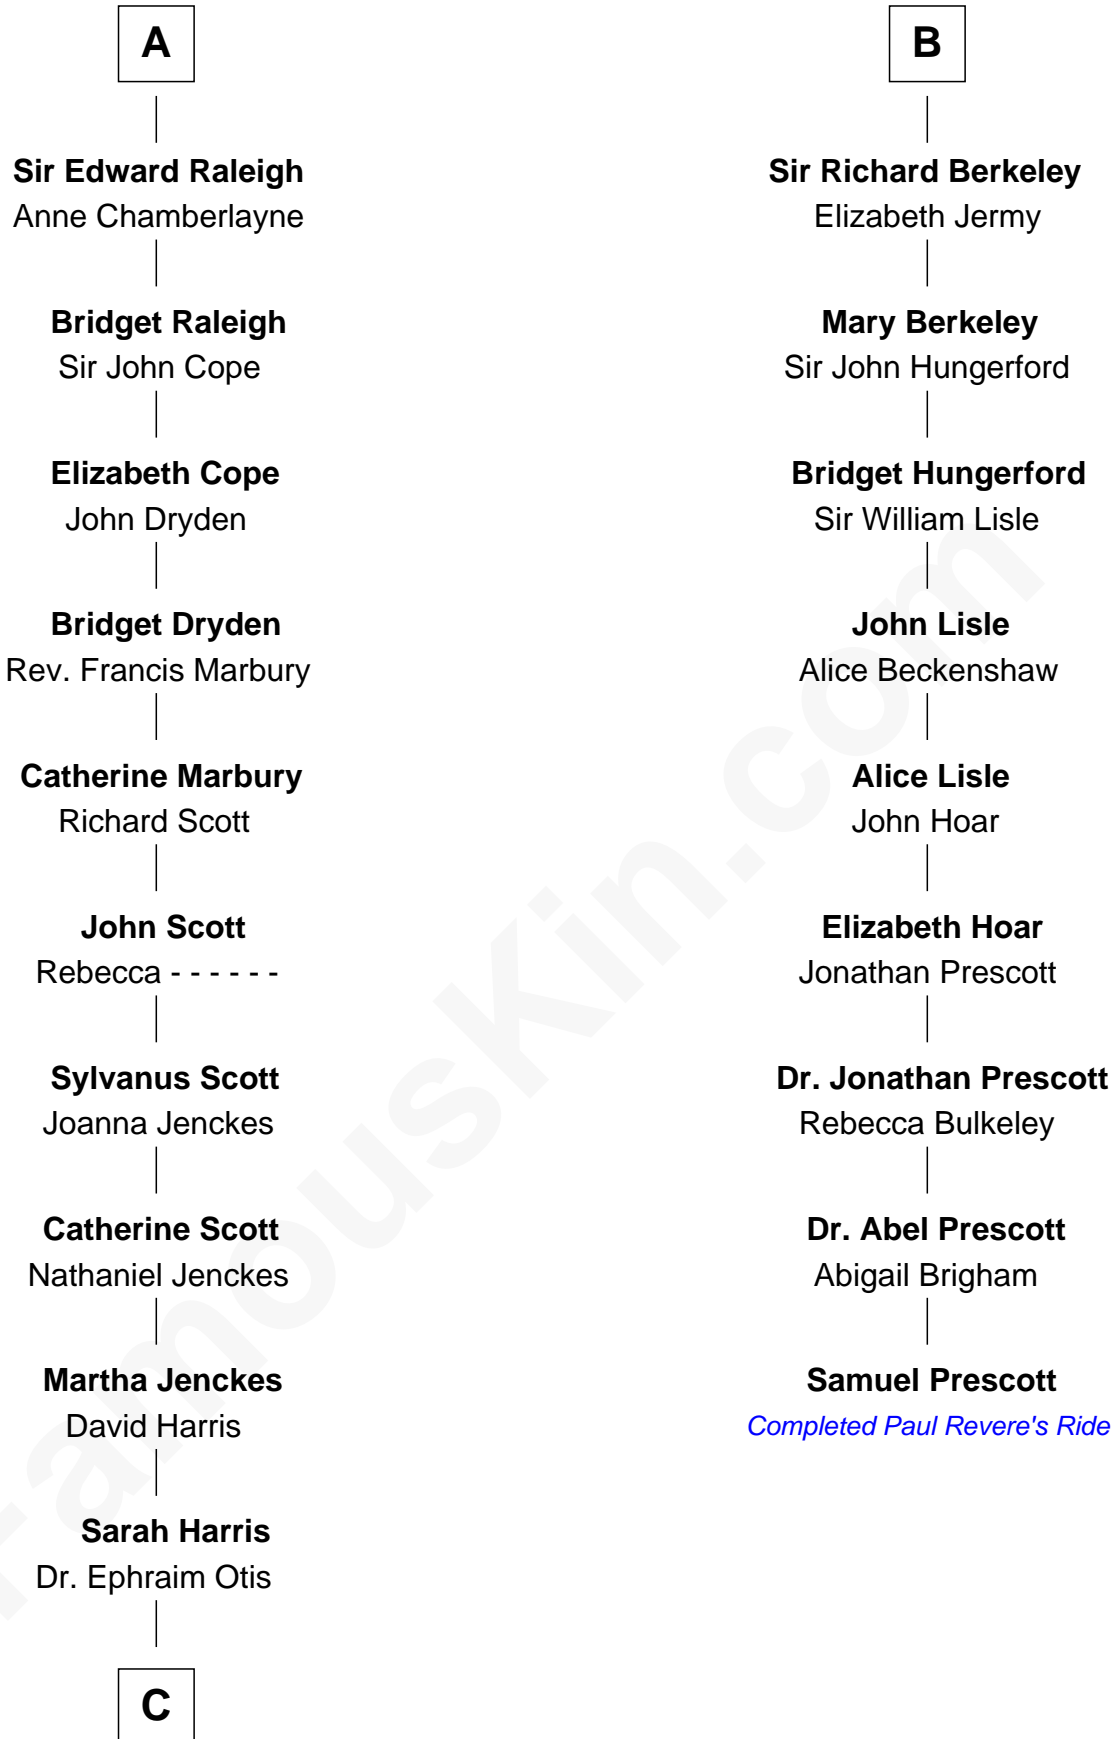 A
Sir Edward Raleigh
Anne Chamberlayne
Bridget Raleigh
Sir John Cope
Elizabeth Cope
John Dryden
Bridget Dryden
Rev. Francis Marbury
Catherine Marbury
Richard Scott
John Scott
Rebecca - - - - - -
Sylvanus Scott
Joanna Jenckes
Catherine Scott
Nathaniel Jenckes
Martha Jenckes
David Harris
Sarah Harris
Dr. Ephraim Otis
C
B
Sir Richard Berkeley
Elizabeth Jermy
Mary Berkeley
Sir John Hungerford
Bridget Hungerford
Sir William Lisle
John Lisle
Alice Beckenshaw
Alice Lisle
John Hoar
Elizabeth Hoar
Jonathan Prescott
Dr. Jonathan Prescott
Rebecca Bulkeley
Dr. Abel Prescott
Abigail Brigham
Samuel Prescott
Completed Paul Revere's Ride
FamousKin.com